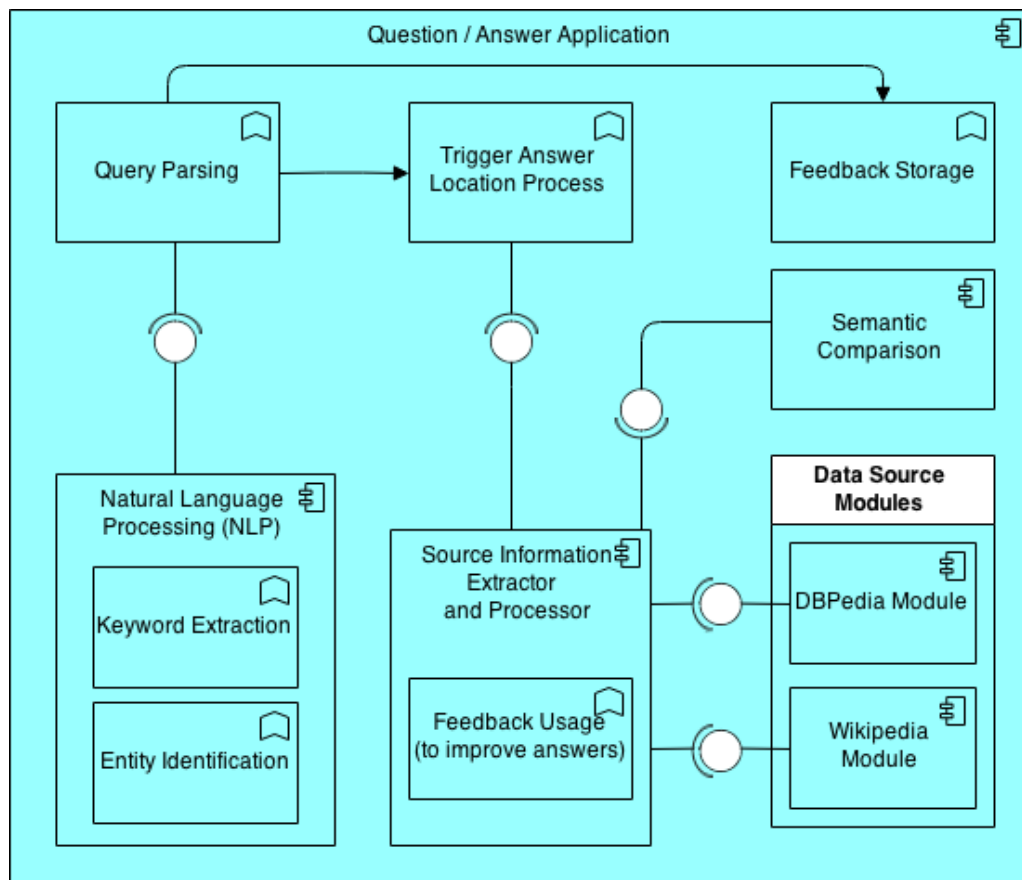 Question / Answer Application
Query Parsing
Trigger Answer
Location Process
Feedback Storage
Semantic
Comparison
Natural Language
Processing (NLP)
Keyword Extraction
Entity Identification
Source Information
Extractor
and Processor
Feedback Usage
(to improve answers)
Data Source
Modules
DBPedia Module
Wikipedia
Module